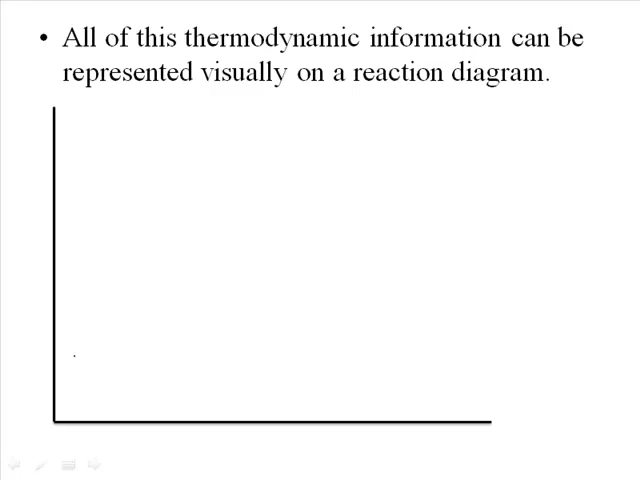 • All of this thermodynamic information can be
represented visually on a reaction diagram.